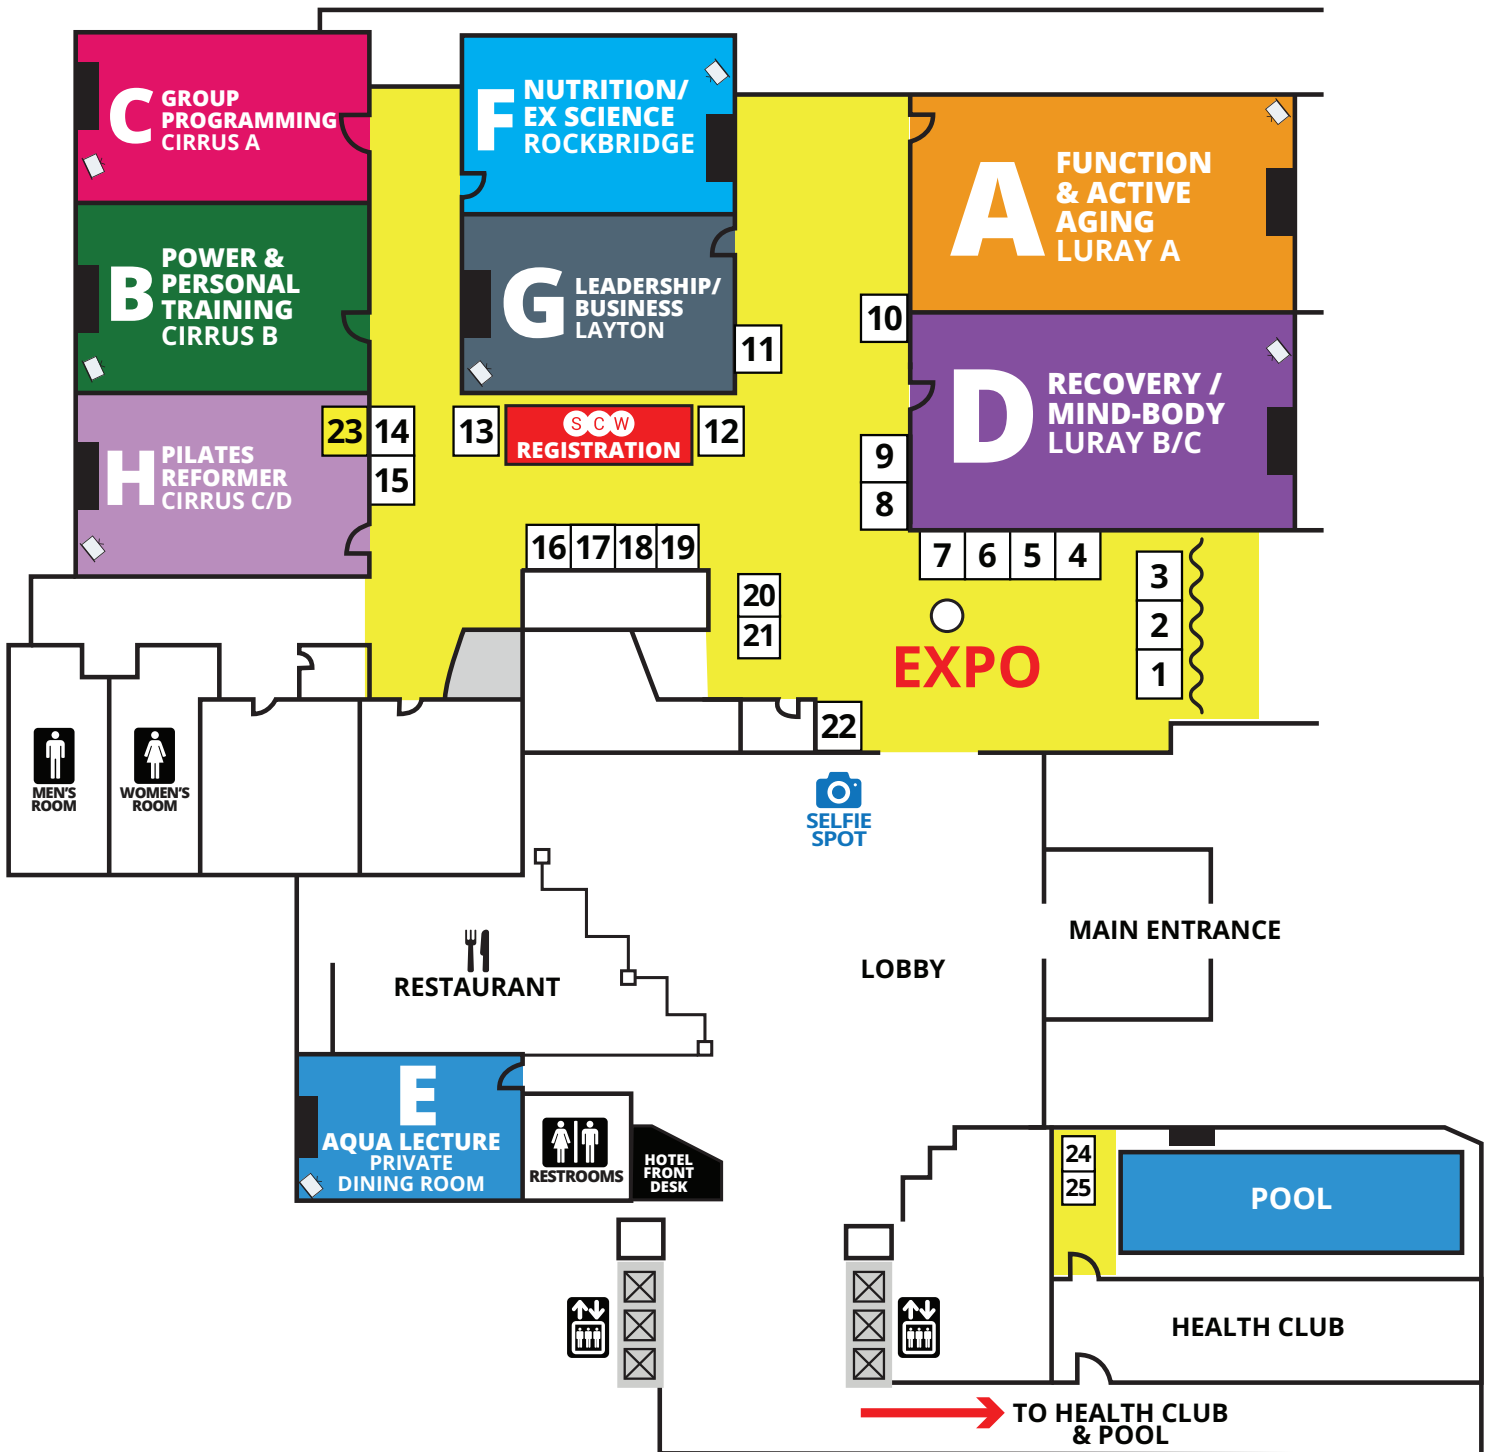 C
GROUP
PROGRAMMING
CIRRUS A
F
NUTRITION/
EX SCIENCE
ROCKBRIDGE
A
FUNCTION
& ACTIVE
AGING
LURAY A
B
POWER &
PERSONAL
TRAINING
CIRRUS B
G
LEADERSHIP/
BUSINESS
LAYTON
10
11
D
RECOVERY /
MIND-BODY
LURAY B/C
H
PILATES
REFORMER
CIRRUS C/D
23
14
15
13
SCW
REGISTRATION
12
9
8
16
17
18
19
7
6
5
4
3
2
1
20
21
EXPO
22
MEN'S
ROOM
WOMEN'S
ROOM
SELFIE
SPOT
RESTAURANT
LOBBY
MAIN ENTRANCE
E
AQUA LECTURE
PRIVATE
DINING ROOM
RESTROOMS
HOTEL
FRONT
DESK
24
25
POOL
HEALTH CLUB
TO HEALTH CLUB
& POOL